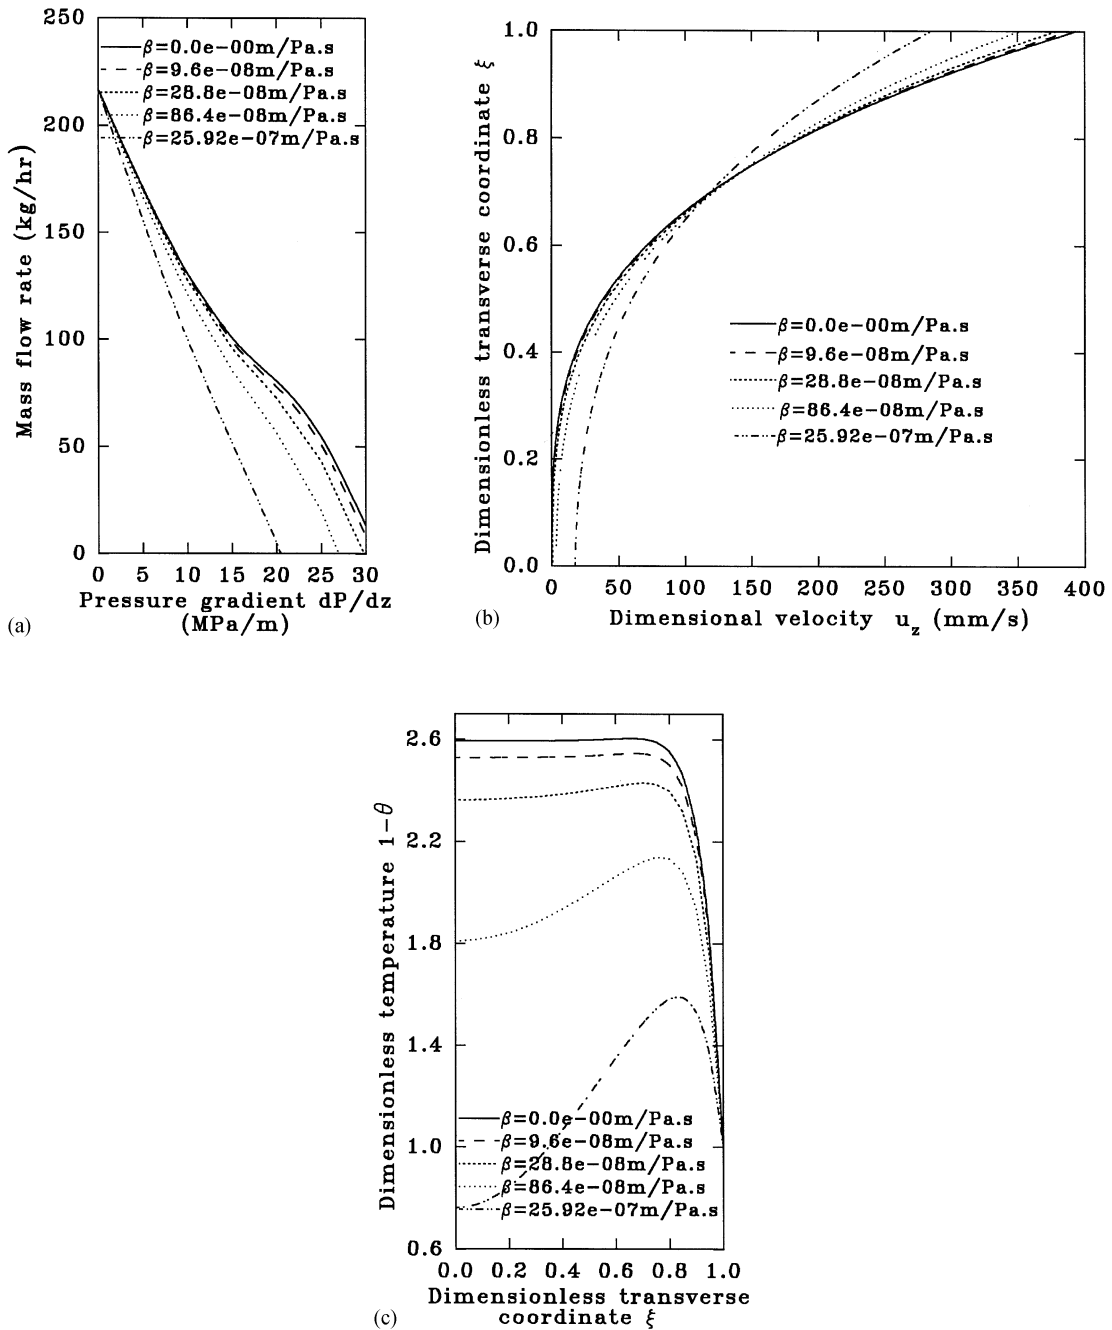 250
200
150
100
50
0
Mass flow rate (kg/hr)
β=0.0e-00m/Pa.s
β=9.6e-08m/Pa.s
β=28.8e-08m/Pa.s
β=86.4e-08m/Pa.s
β=25.92e-07m/Pa.s
0 5 10 15 20 25 30
Pressure gradient dP/dz
(MPa/m)
(a)
1.0
0.8
0.6
0.4
0.2
0.0
Dimensionless transverse coordinate ξ
β=0.0e-00m/Pa.s
β=9.6e-08m/Pa.s
β=28.8e-08m/Pa.s
β=86.4e-08m/Pa.s
β=25.92e-07m/Pa.s
0 50 100 150 200 250 300 350 400
Dimensional velocity u_z (mm/s)
(b)
2.6
2.2
1.8
1.4
1.0
0.6
Dimensionless temperature 1-θ
β=0.0e-00m/Pa.s
β=9.6e-08m/Pa.s
β=28.8e-08m/Pa.s
β=86.4e-08m/Pa.s
β=25.92e-07m/Pa.s
0.0 0.2 0.4 0.6 0.8 1.0
Dimensionless transverse
coordinate ξ
(c)